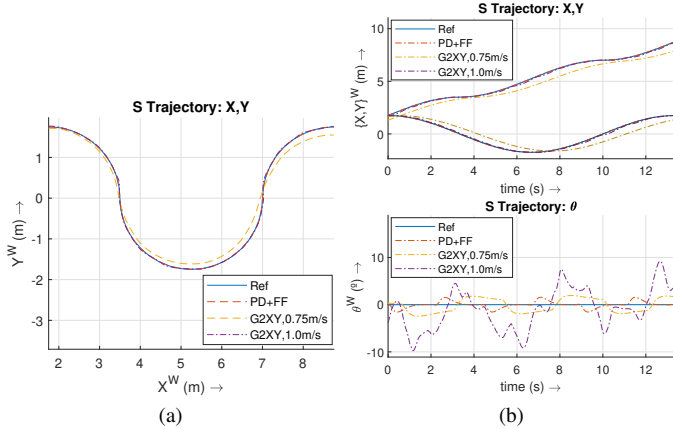 S Trajectory: X,Y
Y^W (m) →
1
0
-1
-2
-3
2
3
4
5
6
7
8
X^W (m) →
Ref
PD+FF
G2XY,0.75m/s
G2XY,1.0m/s
(a)
S Trajectory: X,Y
{X,Y}^W (m) →
10
5
0
Ref
PD+FF
G2XY,0.75m/s
G2XY,1.0m/s
0
2
4
6
8
10
12
time (s) →
S Trajectory: θ
θ^W (º) →
10
0
-10
Ref
PD+FF
G2XY,0.75m/s
G2XY,1.0m/s
0
2
4
6
8
10
12
time (s) →
(b)